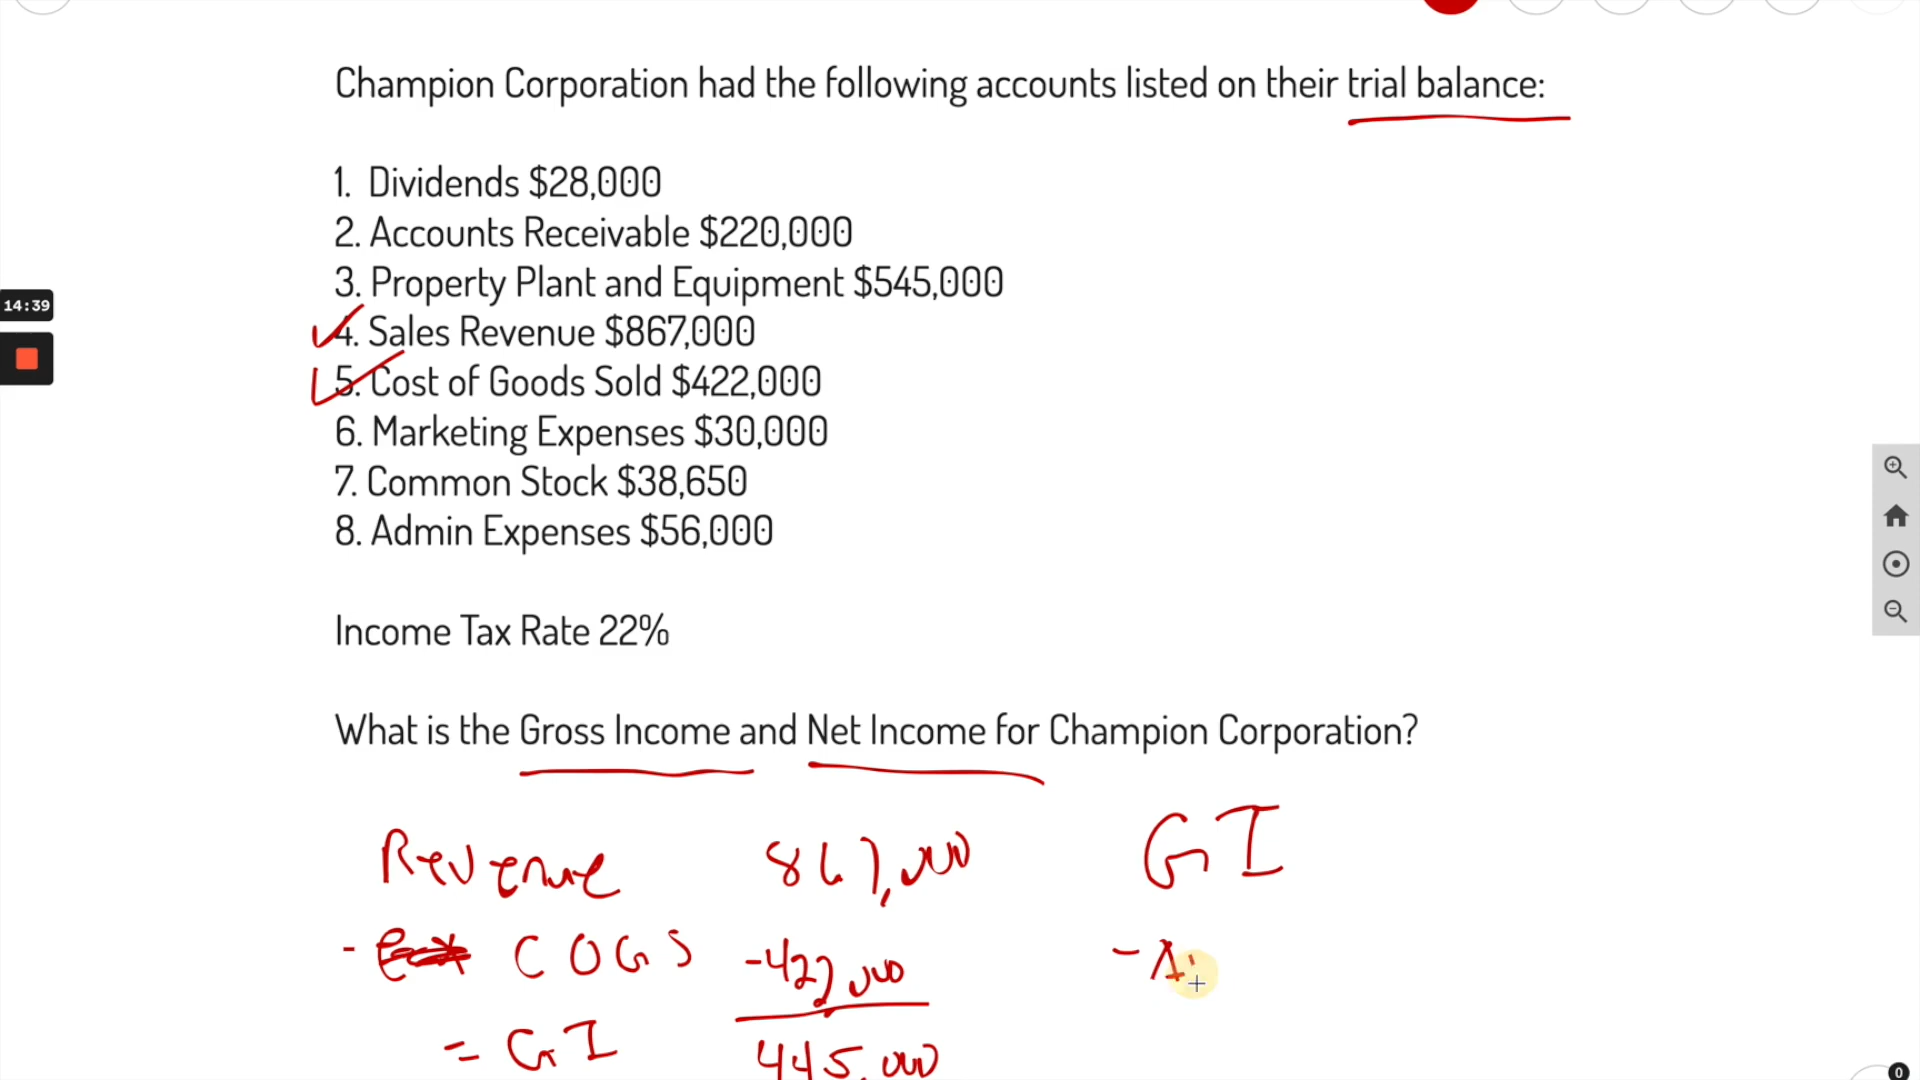 Champion Corporation had the following accounts listed on their trial balance:
1. Dividends $28,000
2. Accounts Receivable $220,000
3. Property Plant and Equipment $545,000
14:39
4. Sales Revenue $867,000
5. Cost of Goods Sold $422,000
6. Marketing Expenses $30,000
7. Common Stock $38,650
8. Admin Expenses $56,000
Income Tax Rate 22%
What is the Gross Income and Net Income for Champion Corporation?
Revenue 867,000 GI
- COGS -422,000 -
= GI 445,000
0